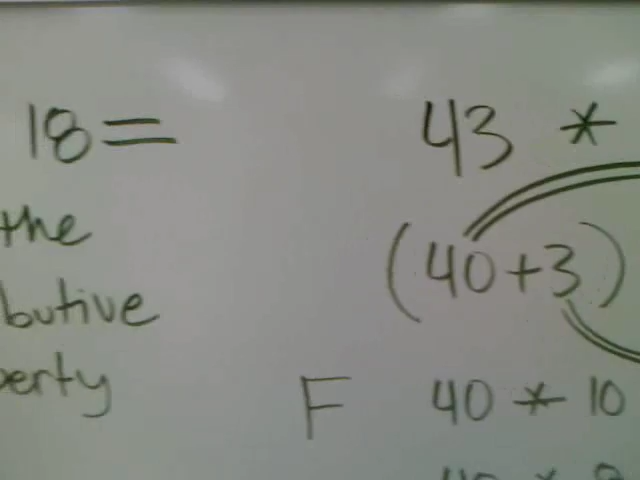 18=
43 *
the
(40+3)
butive
perty
F 40 * 10